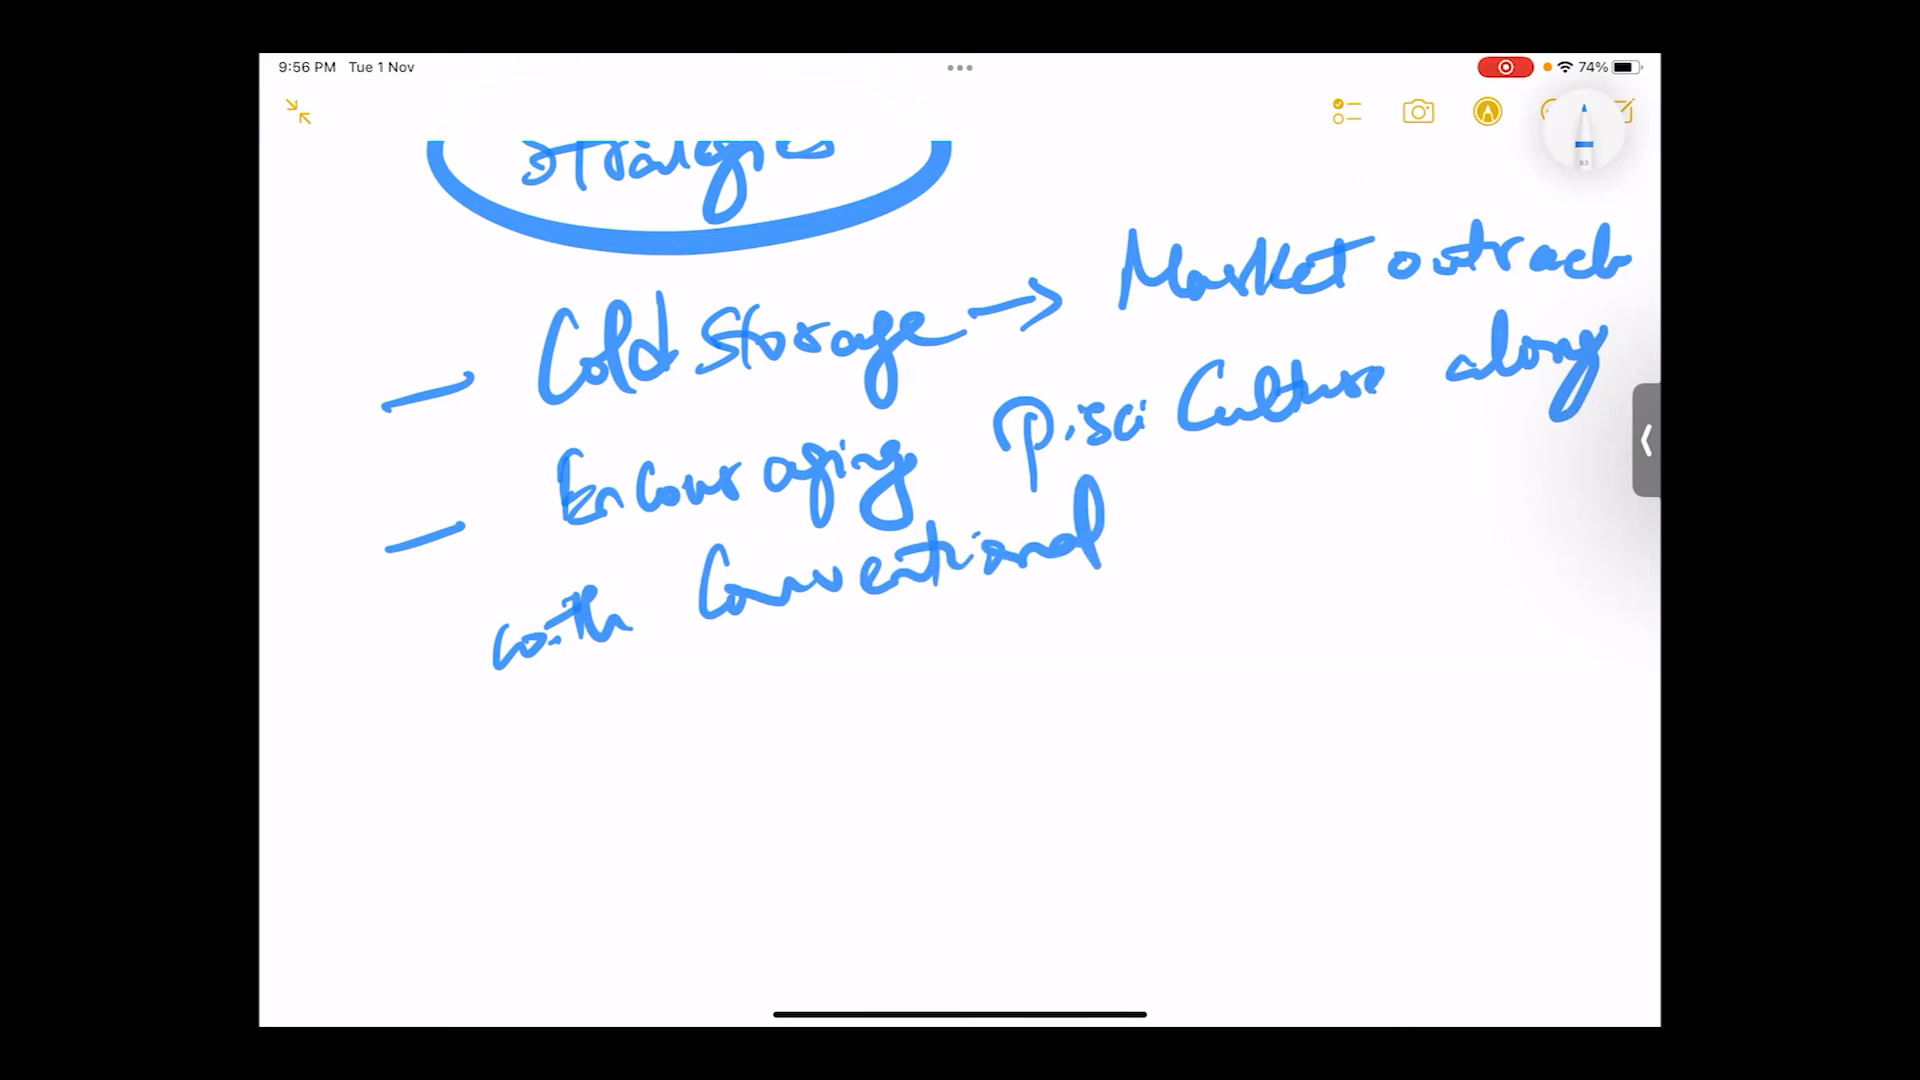 9:56 PM Tue 1 Nov
74%
Strategies
- Cold Storage → Market outreach
- Encouraging Pisci Culture along
with Conventional